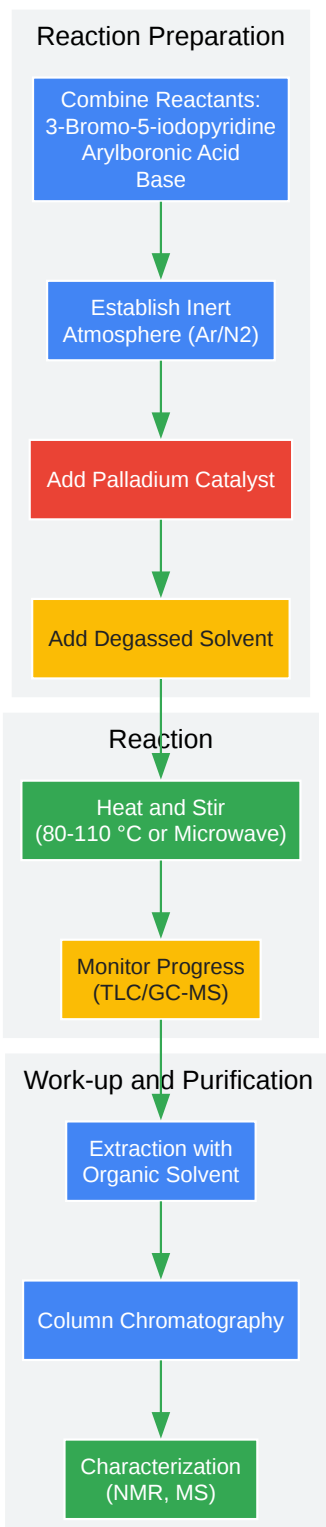 Reaction Preparation
Combine Reactants:
3-Bromo-5-iodopyridine
Arylboronic Acid
Base
Establish Inert
Atmosphere (Ar/N2)
Add Palladium Catalyst
Add Degassed Solvent
Reaction
Heat and Stir
(80-110 °C or Microwave)
Monitor Progress
(TLC/GC-MS)
Work-up and Purification
Extraction with
Organic Solvent
Column Chromatography
Characterization
(NMR, MS)